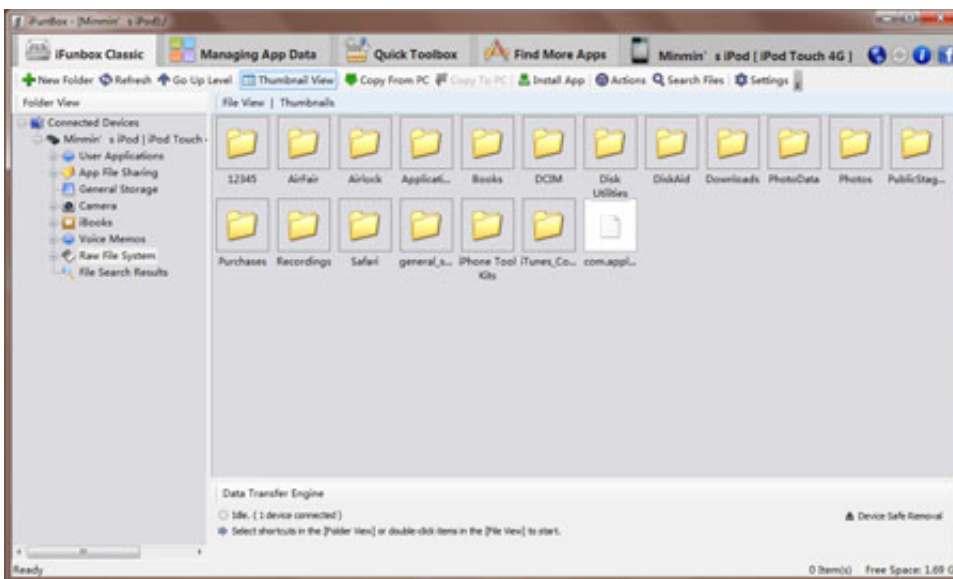 iFunBox - [Minmin' s iPod]:/
iFunbox Classic
Managing App Data
Quick Toolbox
Find More Apps
Minmin' s iPod [ iPod Touch 4G ]
New Folder Refresh Go Up Level Thumbnail View Copy From PC Copy To PC Install App Actions Search Files Settings
Folder View
Connected Devices
Minmin' s iPod [ iPod Touch
User Applications
App File Sharing
General Storage
Camera
iBooks
Voice Memos
Raw File System
File Search Results
File View | Thumbnails
12345 AirFair Airlock Applicati... Books DCIM Disk Utilities DiskAid Downloads PhotoData Photos PublicStag...
Purchases Recordings Safari general_s... iPhone Tool Kits iTunes_Co... com.appl...
Data Transfer Engine
Idle. ( 1 device connected )
Device Safe Removal
Select shortcuts in the [Folder View] or double-click items in the [File View] to start.
Ready
0 Item(s) Free Space: 1.69 G